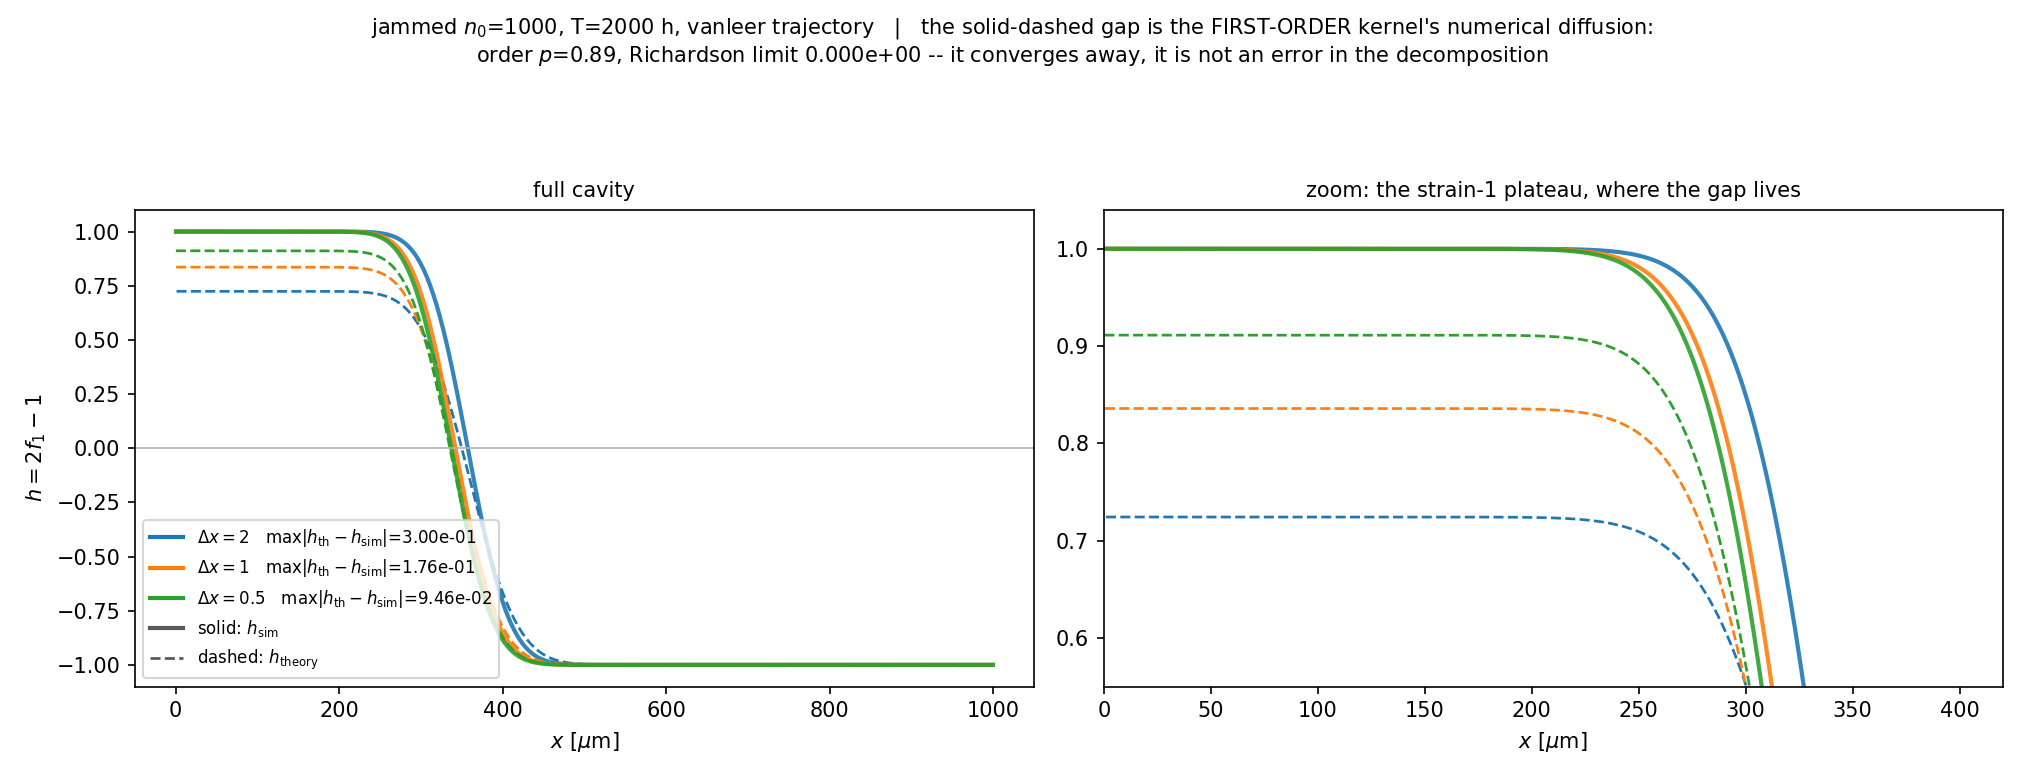 jammed n₀=1000, T=2000 h, vanleer trajectory | the solid-dashed gap is the FIRST-ORDER kernel's numerical diffusion:
order p=0.89, Richardson limit 0.000e+00 -- it converges away, it is not an error in the decomposition
full cavity
h = 2f₁ − 1
1.00
0.75
0.50
0.25
0.00
−0.25
−0.50
−0.75
−1.00
Δx = 2 max|h_th − h_sim|=3.00e-01
Δx = 1 max|h_th − h_sim|=1.76e-01
Δx = 0.5 max|h_th − h_sim|=9.46e-02
solid: h_sim
dashed: h_theory
0 200 400 600 800 1000
x [μm]
zoom: the strain-1 plateau, where the gap lives
1.0
0.9
0.8
0.7
0.6
0 50 100 150 200 250 300 350 400
x [μm]